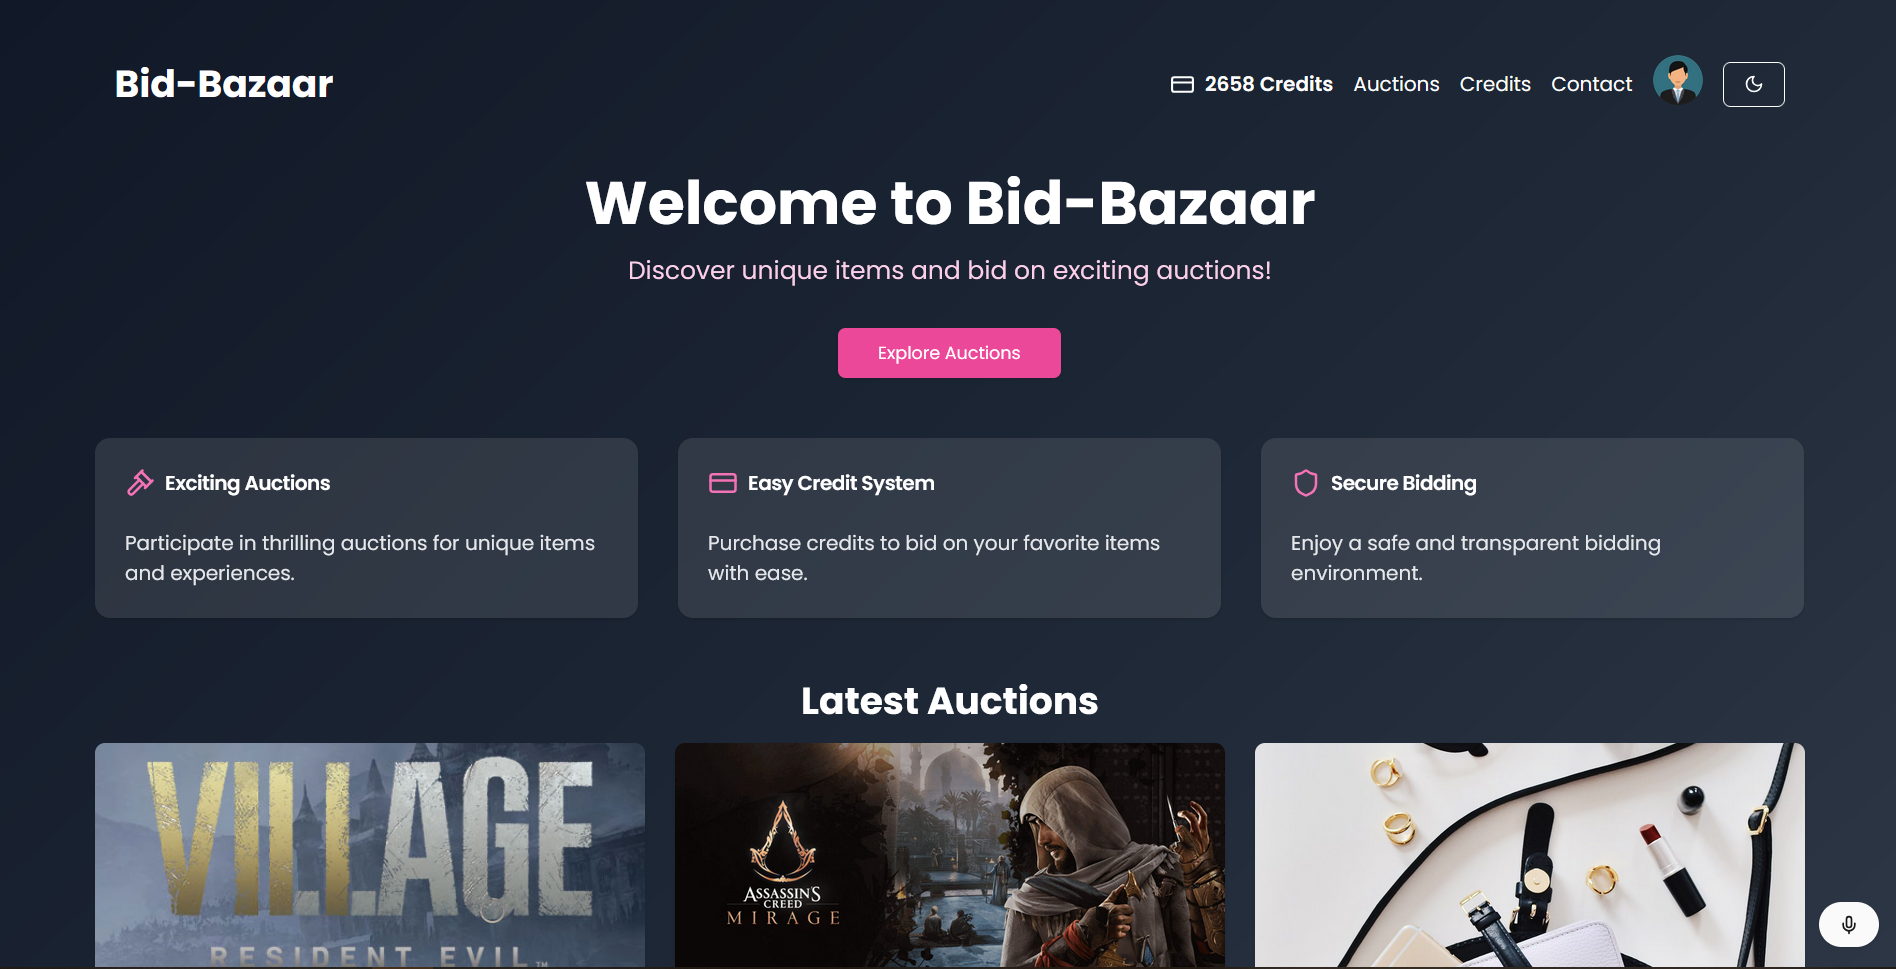 Bid-Bazaar
2658 Credits
Auctions
Credits
Contact
Welcome to Bid-Bazaar
Discover unique items and bid on exciting auctions!
Explore Auctions
Exciting Auctions
Participate in thrilling auctions for unique items
and experiences.
Easy Credit System
Purchase credits to bid on your favorite items
with ease.
Secure Bidding
Enjoy a safe and transparent bidding
environment.
Latest Auctions
VILLAGE
RESIDENT EVIL™
ASSASSIN'S
CREED
MIRAGE